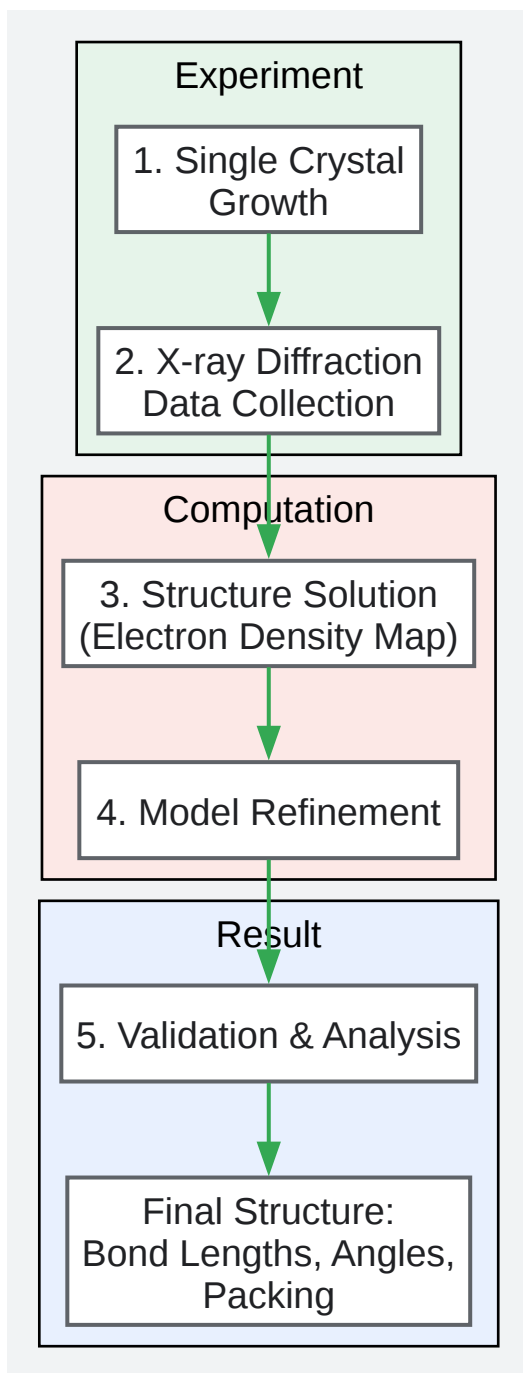 Experiment
1. Single Crystal
Growth
2. X-ray Diffraction
Data Collection
Computation
3. Structure Solution
(Electron Density Map)
4. Model Refinement
Result
5. Validation & Analysis
Final Structure:
Bond Lengths, Angles,
Packing